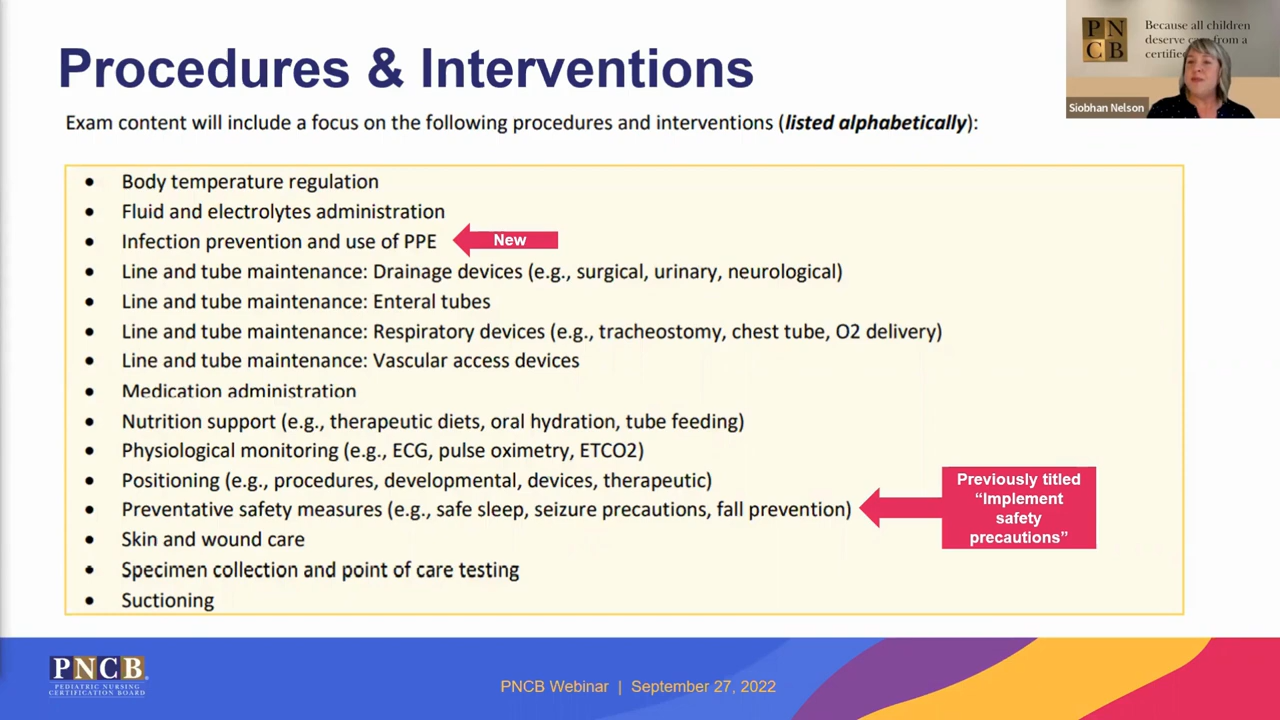 Procedures & Interventions
Exam content will include a focus on the following procedures and interventions (listed alphabetically):
• Body temperature regulation
• Fluid and electrolytes administration
• Infection prevention and use of PPE
New
• Line and tube maintenance: Drainage devices (e.g., surgical, urinary, neurological)
• Line and tube maintenance: Enteral tubes
• Line and tube maintenance: Respiratory devices (e.g., tracheostomy, chest tube, O2 delivery)
• Line and tube maintenance: Vascular access devices
• Medication administration
• Nutrition support (e.g., therapeutic diets, oral hydration, tube feeding)
• Physiological monitoring (e.g., ECG, pulse oximetry, ETCO2)
• Positioning (e.g., procedures, developmental, devices, therapeutic)
• Preventative safety measures (e.g., safe sleep, seizure precautions, fall prevention)
Previously titled
“Implement
safety
precautions”
• Skin and wound care
• Specimen collection and point of care testing
• Suctioning
PN
CB
Because all children
deserve from a
Siobhan Nelson
PNCB
PEDIATRIC NURSING
CERTIFICATION BOARD
PNCB Webinar | September 27, 2022